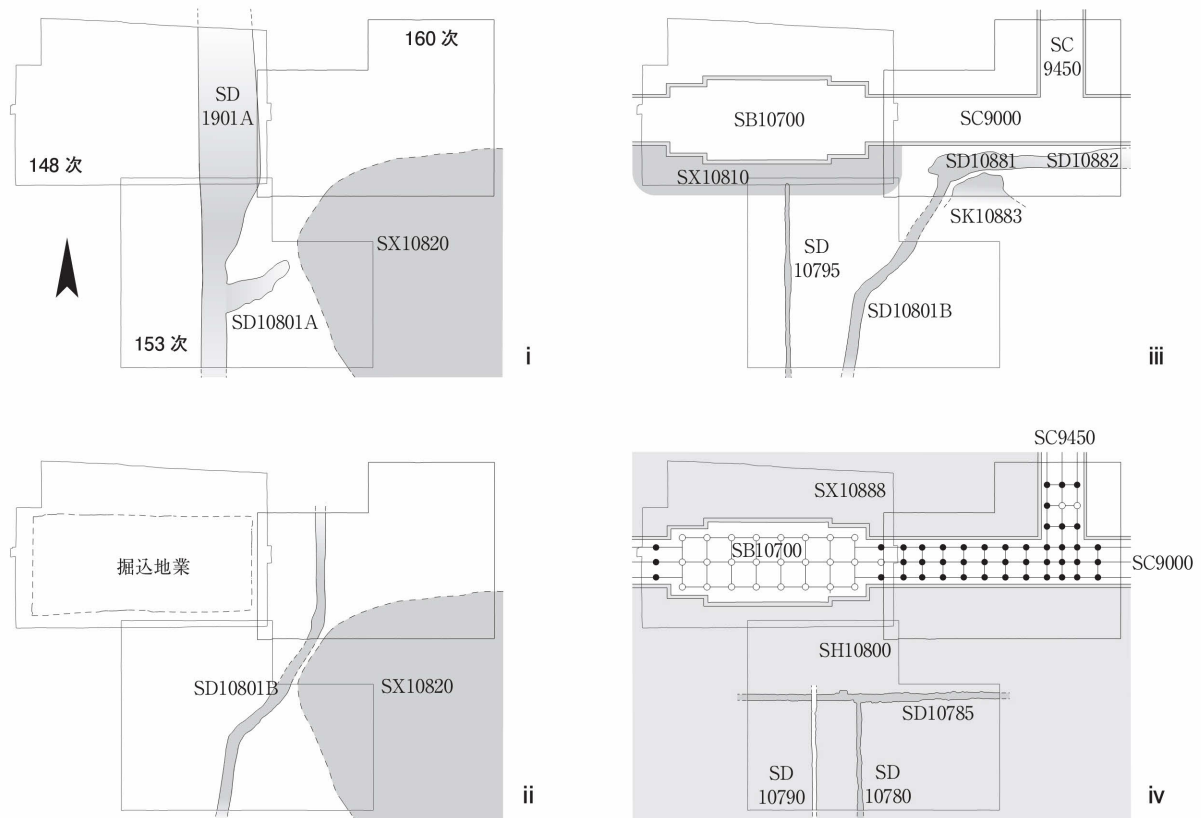 160 次
SD
1901A
148 次
SX10820
SD10801A
153 次
i
SC
9450
SB10700
SC9000
SD10881
SD10882
SX10810
SK10883
SD
10795
SD10801B
iii
掘込地業
SD10801B
SX10820
ii
SC9450
SX10888
SB10700
SC9000
SH10800
SD10785
SD
10790
SD
10780
iv